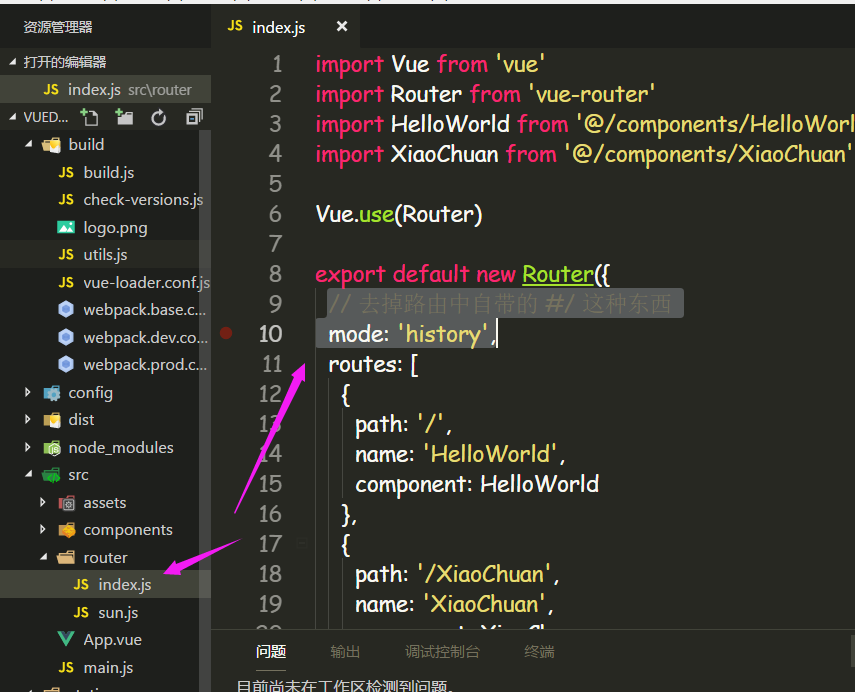 资源管理器
打开的编辑器
JS index.js src\router
VUED...
build
JS build.js
JS check-versions.js
logo.png
JS utils.js
JS vue-loader.conf.js
webpack.base.c...
webpack.dev.co...
webpack.prod.c...
config
dist
node_modules
src
assets
components
router
JS index.js
JS sun.js
App.vue
JS main.js
JS index.js ×
1 import Vue from 'vue'
2 import Router from 'vue-router'
3 import HelloWorld from '@/components/HelloWorl
4 import XiaoChuan from '@/components/XiaoChuan'
5
6 Vue.use(Router)
7
8 export default new Router({
9 // 去掉路由中自带的 #/ 这种东西
10 mode: 'history',
11 routes: [
12 {
13 path: '/',
14 name: 'HelloWorld',
15 component: HelloWorld
16 },
17 {
18 path: '/XiaoChuan',
19 name: 'XiaoChuan',
问题 输出 调试控制台 终端
目前尚未在工作区检测到问题。